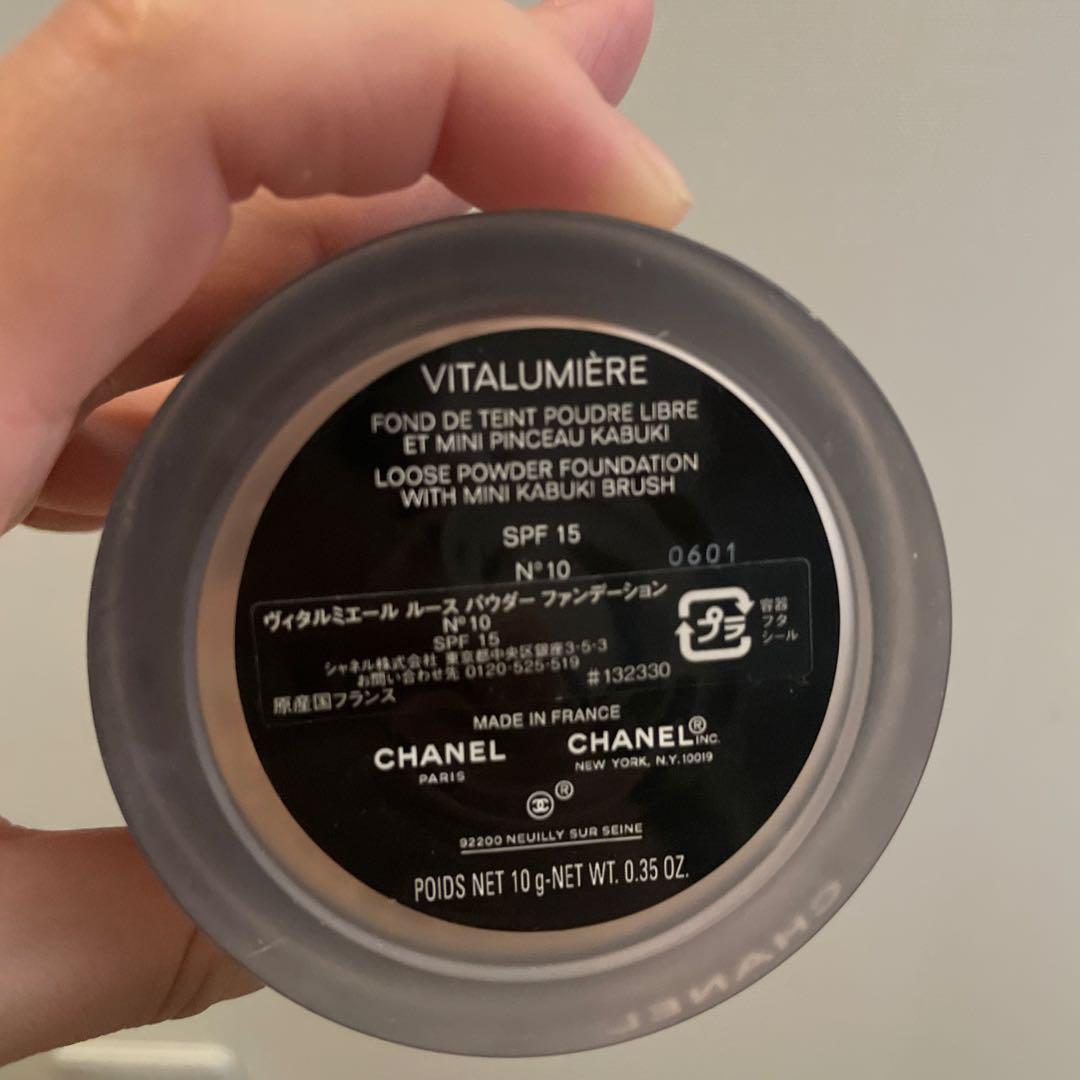 VITALUMIÈRE
FOND DE TEINT POUDRE LIBRE
ET MINI PINCEAU KABUKI
LOOSE POWDER FOUNDATION
WITH MINI KABUKI BRUSH
SPF 15
0601
N° 10
ヴィタルミエール ルース パウダー ファンデーション
N° 10
SPF 15
シャネル株式会社 東京都中央区銀座3-5-3
お問い合わせ先 0120-525-519
#132330
原産国フランス
プラ
容器
フタ
シール
MADE IN FRANCE
CHANEL
PARIS
CHANEL®INC.
NEW YORK, N.Y. 10019
®
92200 NEUILLY SUR SEINE
POIDS NET 10 g-NET WT. 0.35 OZ.
CHANEL